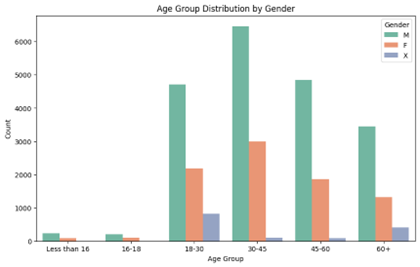 Age Group Distribution by Gender
Gender
M
F
X
6000
5000
4000
3000
2000
1000
0
Count
Less than 16 16-18 18-30 30-45 45-60 60+
Age Group